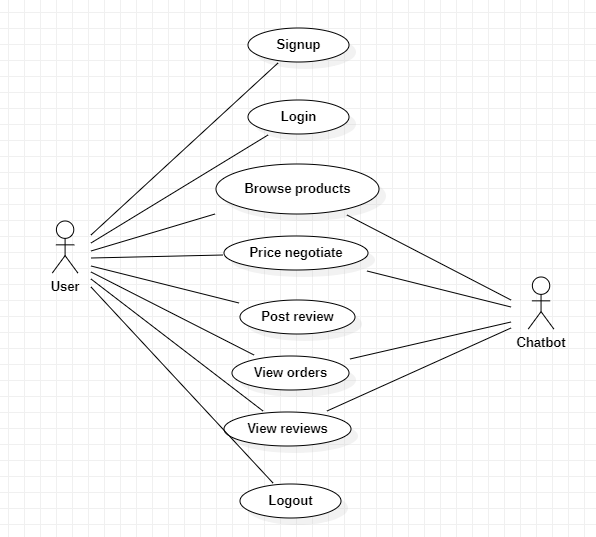 Signup
Login
Browse products
Price negotiate
User
Post review
Chatbot
View orders
View reviews
Logout